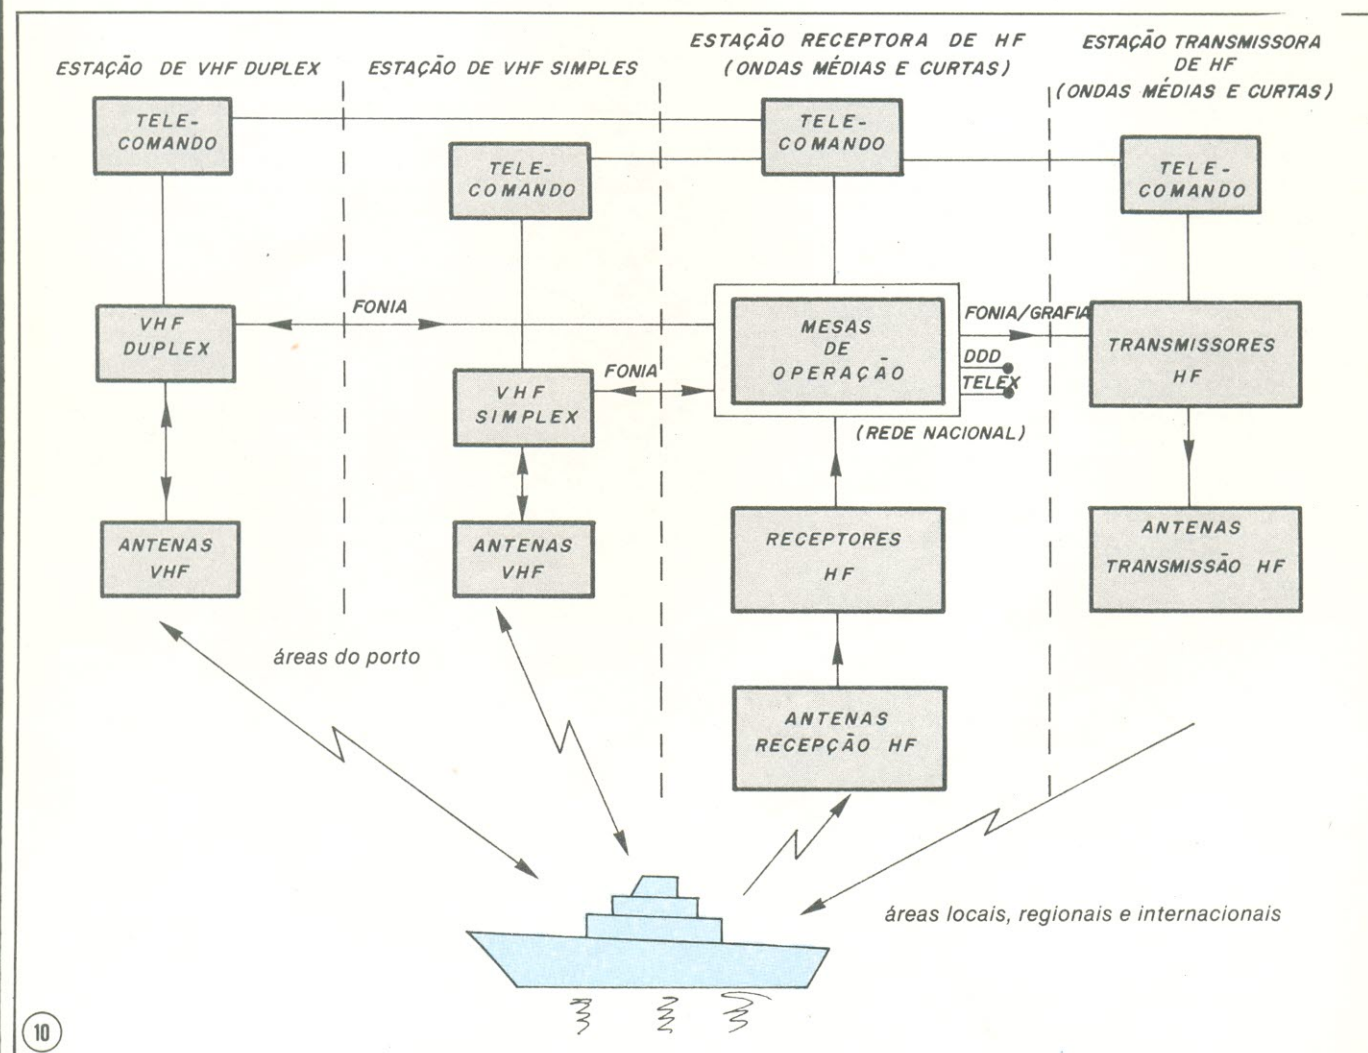 ESTAÇÃO DE VHF DUPLEX
ESTAÇÃO DE VHF SIMPLES
ESTAÇÃO RECEPTORA DE HF
(ONDAS MÉDIAS E CURTAS)
ESTAÇÃO TRANSMISSORA
DE HF
(ONDAS MÉDIAS E CURTAS)
TELE-
COMANDO
TELE-
COMANDO
TELE-
COMANDO
TELE-
COMANDO
VHF
DUPLEX
FONIA
VHF
SIMPLEX
FONIA
MESAS
DE
OPERAÇÃO
FONIA/GRAFIA
DDD
TELEX
(REDE NACIONAL)
TRANSMISSORES
HF
ANTENAS
VHF
ANTENAS
VHF
RECEPTORES
HF
ANTENAS
TRANSMISSÃO HF
áreas do porto
ANTENAS
RECEPÇÃO HF
áreas locais, regionais e internacionais
10